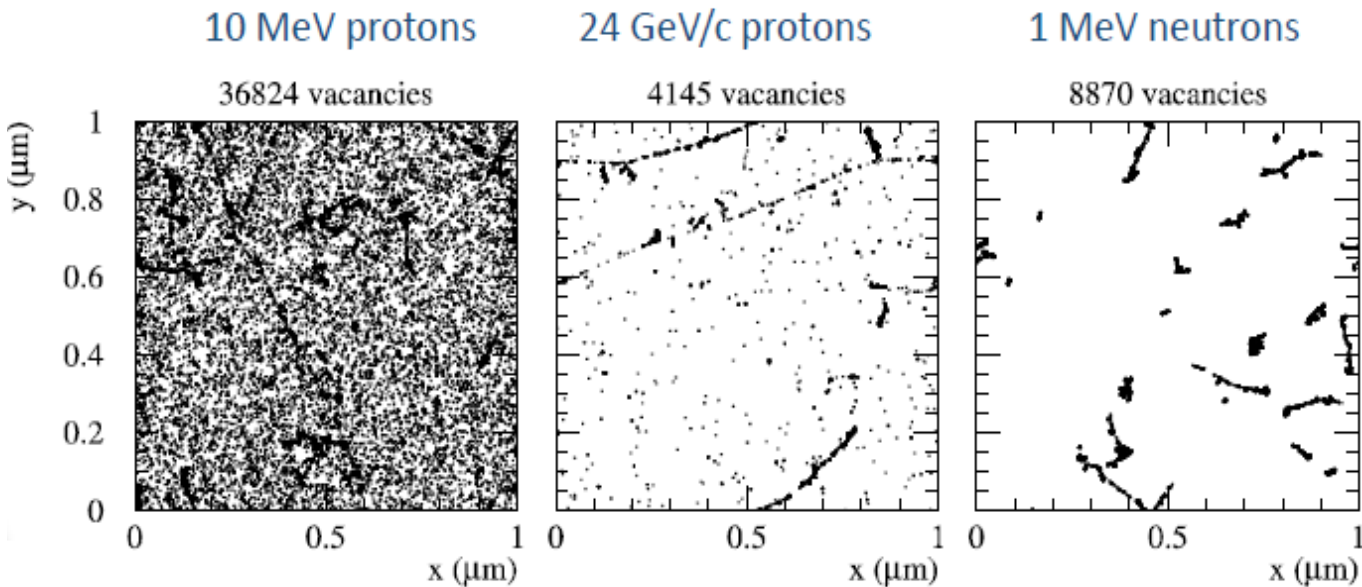 10 MeV protons 24 GeV/c protons 1 MeV neutrons
36824 vacancies 4145 vacancies 8870 vacancies
y (μm)
1
0.8
0.6
0.4
0.2
0
0 0.5 1 0 0.5 1 0 0.5 1
x (μm) x (μm) x (μm)